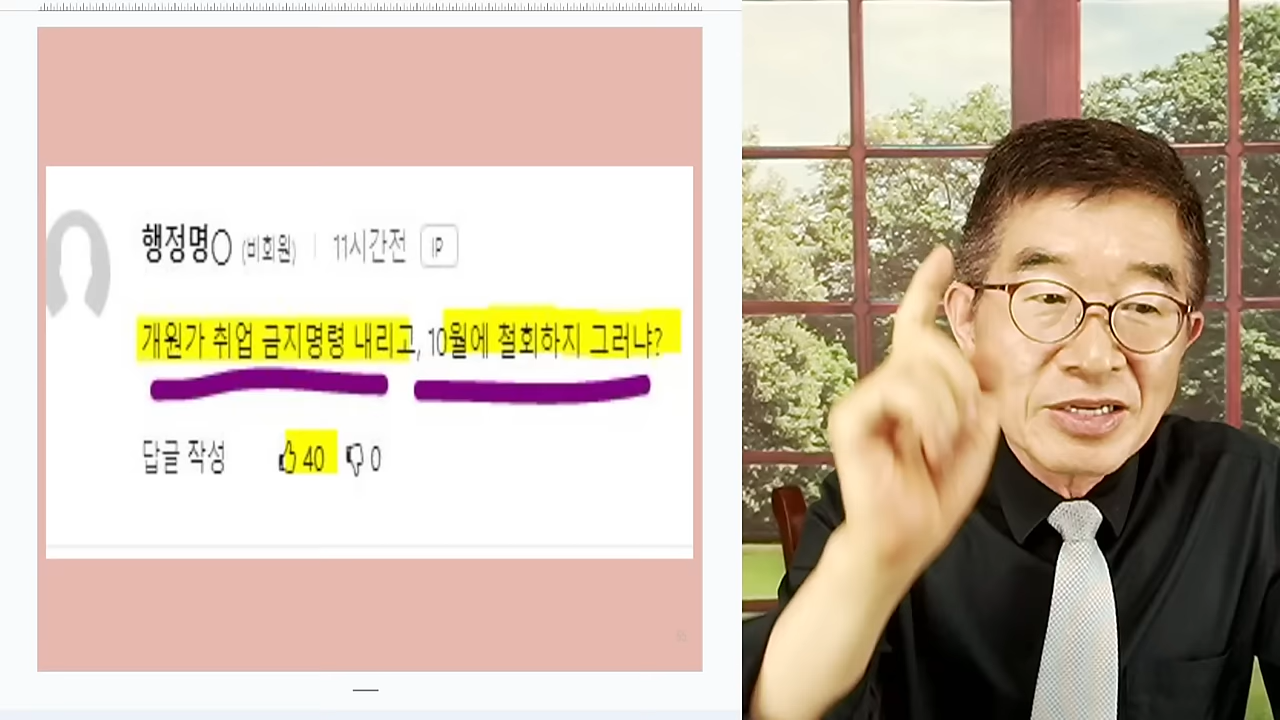 행정명○ (비회원) | 11시간전 IP
개원가 취업 금지명령 내리고, 10월에 철회하지 그러냐?
답글 작성 40 0